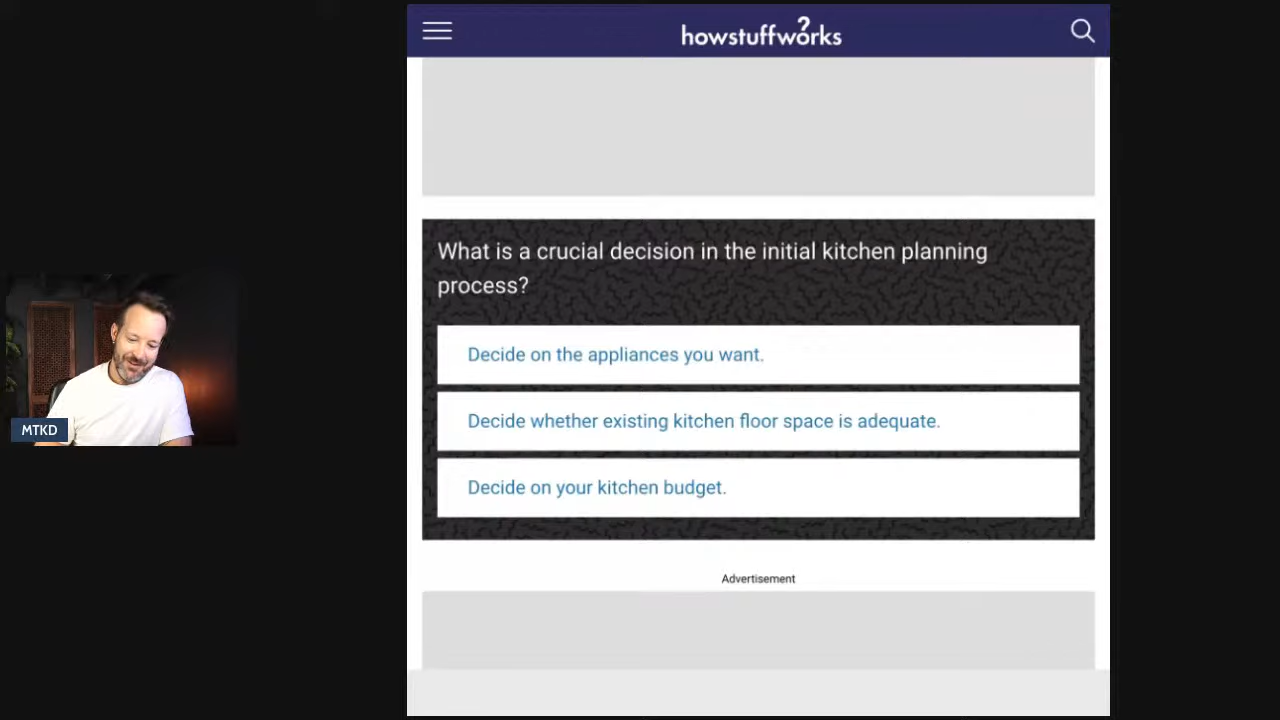 howstuffworks
What is a crucial decision in the initial kitchen planning
process?
Decide on the appliances you want.
Decide whether existing kitchen floor space is adequate.
MTKD
Decide on your kitchen budget.
Advertisement